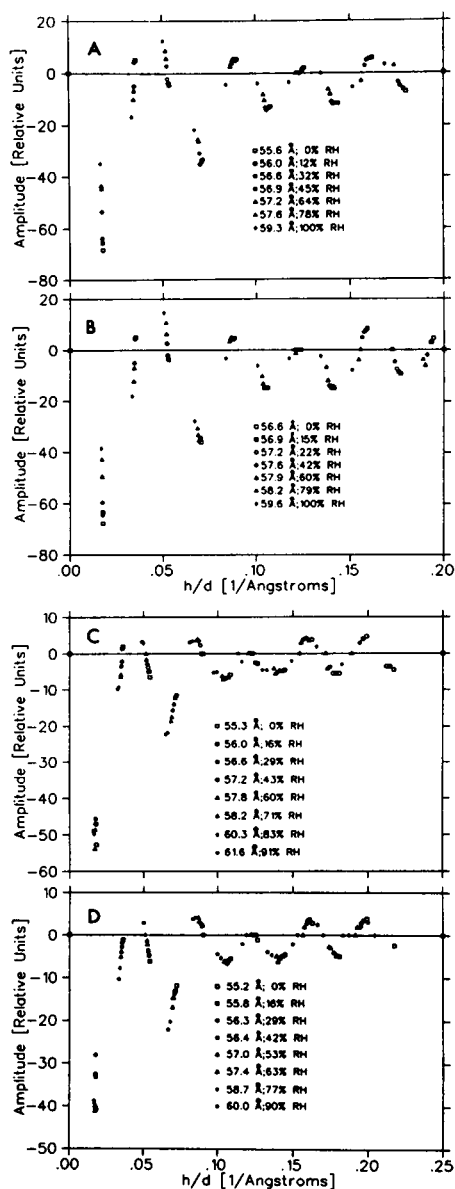 A
Amplitude [Relative Units]
20
0
−20
−40
−60
−80
55.6 Å; 0% RH
56.0 Å;12% RH
56.6 Å;32% RH
56.9 Å;45% RH
57.2 Å;64% RH
57.6 Å;78% RH
59.3 Å;100% RH
B
Amplitude [Relative Units]
20
0
−20
−40
−60
−80
56.6 Å; 0% RH
56.9 Å;15% RH
57.2 Å;22% RH
57.6 Å;42% RH
57.9 Å;60% RH
58.2 Å;79% RH
59.6 Å;100% RH
.00 .05 .10 .15 .20
h/d [1/Angstroms]
C
Amplitude [Relative Units]
10
0
−10
−20
−30
−40
−50
−60
55.3 Å; 0% RH
56.0 Å;16% RH
56.6 Å;29% RH
57.2 Å;43% RH
57.8 Å;60% RH
58.2 Å;71% RH
60.3 Å;83% RH
61.6 Å;91% RH
D
Amplitude [Relative Units]
10
0
−10
−20
−30
−40
−50
55.2 Å; 0% RH
55.8 Å;16% RH
56.3 Å;29% RH
56.4 Å;42% RH
57.0 Å;53% RH
57.4 Å;63% RH
58.7 Å;77% RH
60.0 Å;90% RH
.00 .05 .10 .15 .20 .25
h/d [1/Angstroms]